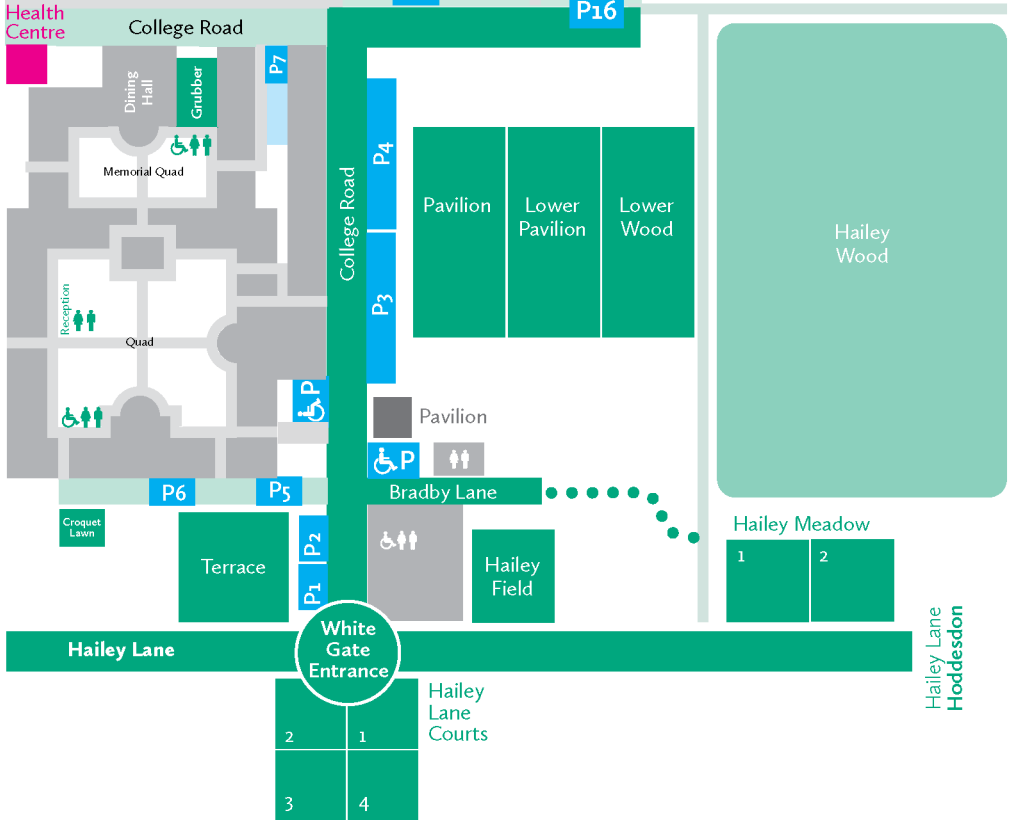 Health
Centre
College Road
P16
Dining
Hall
Grubber
P7
Memorial Quad
College Road
P4
Pavilion
Lower
Pavilion
Lower
Wood
Hailey
Wood
Reception
Quad
P3
P
Pavilion
P
P6
P5
Bradby Lane
Croquet
Lawn
Terrace
P2
P1
Hailey
Field
Hailey Meadow
1
2
Hailey Lane
White
Gate
Entrance
Hailey Lane
Hoddesdon
Hailey
Lane
Courts
2
1
3
4